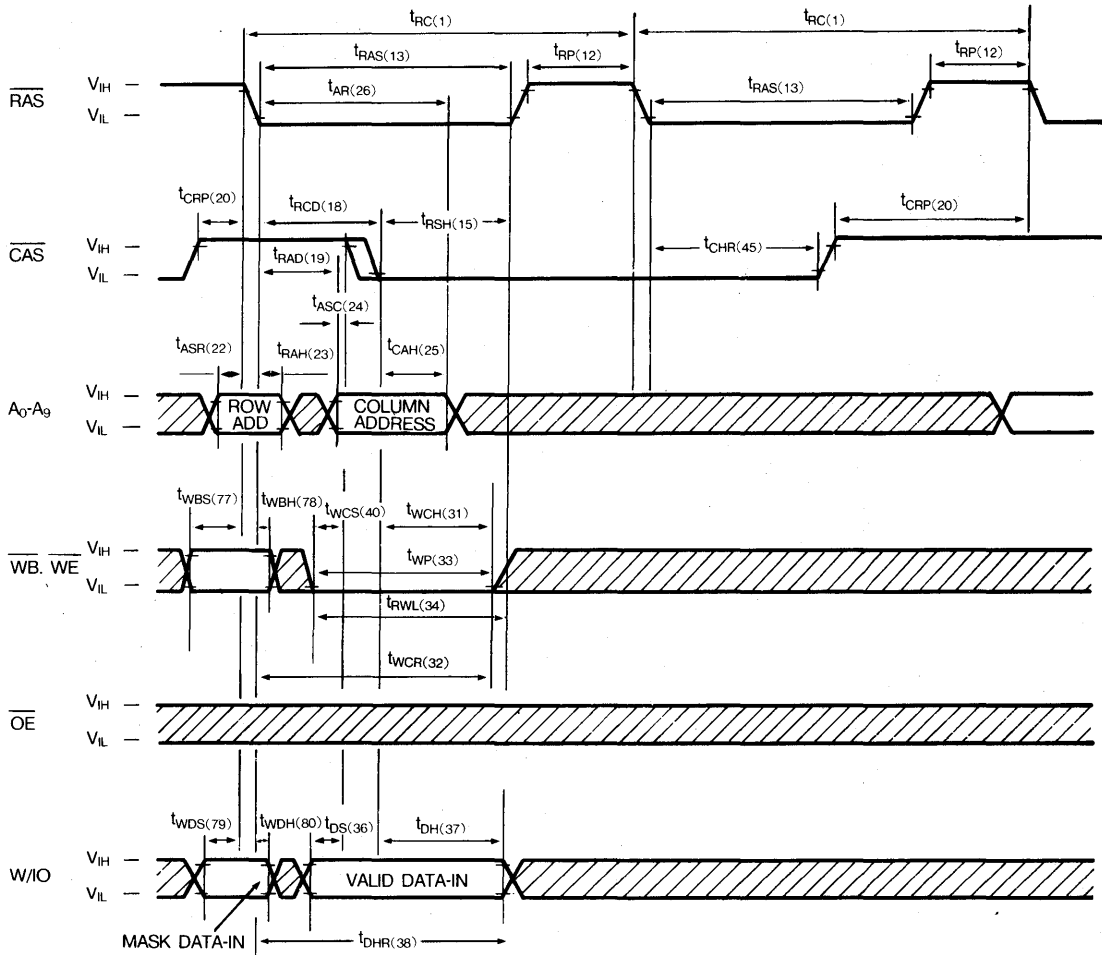 tRC(1) tRC(1)
tRAS(13) tRP(12) tRP(12)
RAS VIH tAR(26) tRAS(13)
VIL
tCRP(20) tRCD(18) tRSH(15) tCRP(20)
CAS VIH tRAD(19) tCHR(45)
VIL
tASC(24)
tASR(22) tRAH(23) tCAH(25)
A0-A9 VIH ROW COLUMN
VIL ADD ADDRESS
tWBS(77) tWBH(78) tWCS(40) tWCH(31)
WB. WE VIH tWP(33)
VIL
tRWL(34)
tWCR(32)
OE VIH
VIL
tWDS(79) tWDH(80) tDS(36) tDH(37)
W/IO VIH VALID DATA-IN
VIL
MASK DATA-IN tDHR(38)